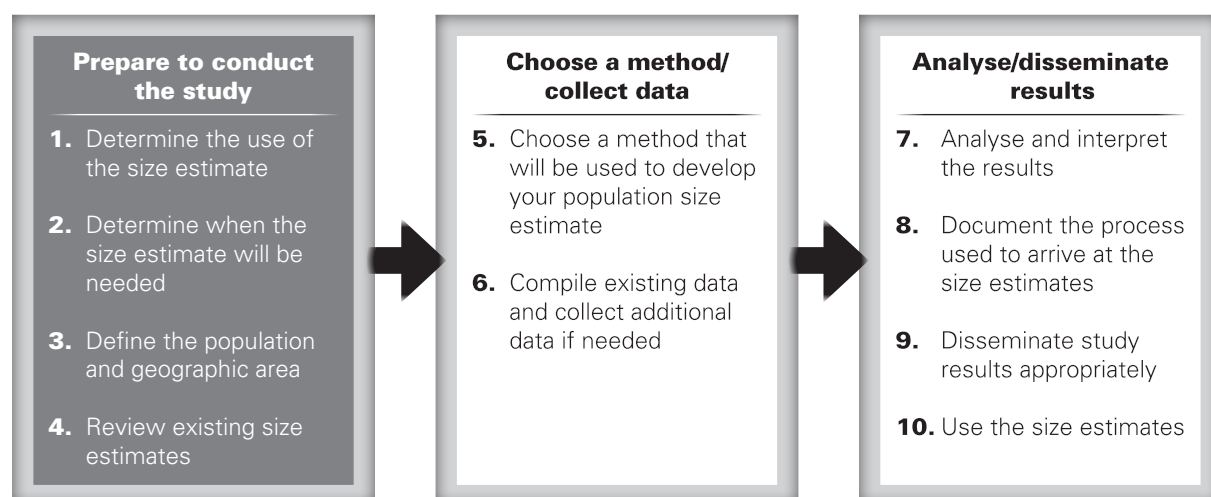 Prepare to conduct
the study
1. Determine the use of
the size estimate
2. Determine when the
size estimate will be
needed
3. Define the population
and geographic area
4. Review existing size
estimates
Choose a method/
collect data
5. Choose a method that
will be used to develop
your population size
estimate
6. Compile existing data
and collect additional
data if needed
Analyse/disseminate
results
7. Analyse and interpret
the results
8. Document the process
used to arrive at the
size estimates
9. Disseminate study
results appropriately
10. Use the size estimates